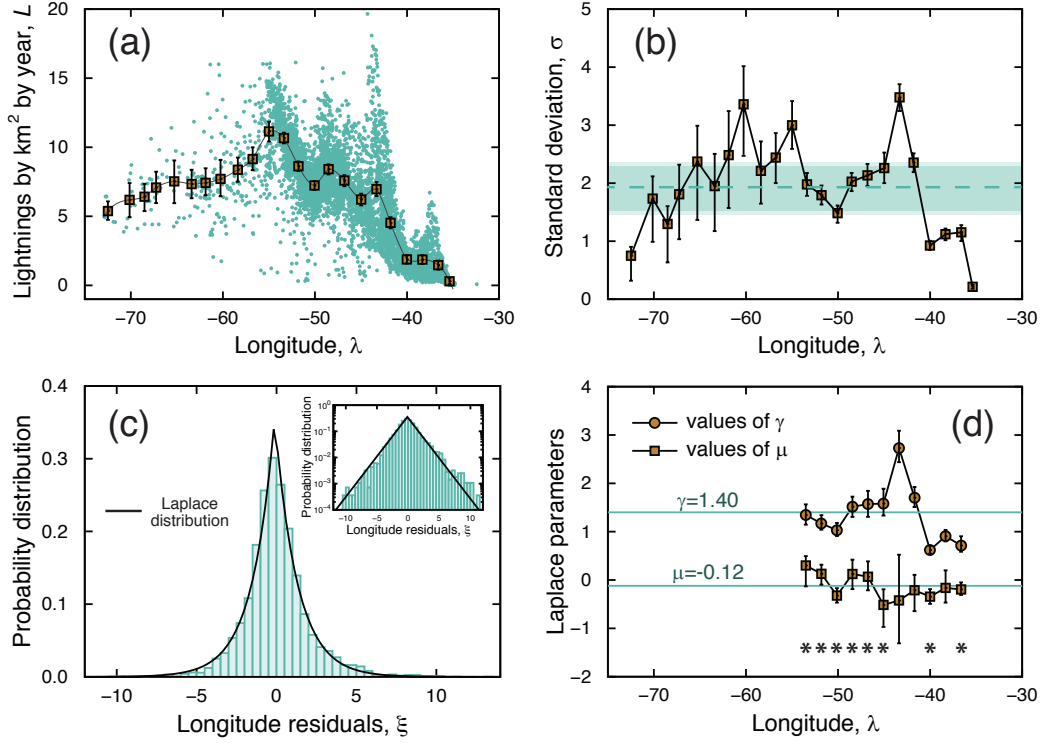 (a)
Lightnings by km² by year, L
20
15
10
5
0
−70
−60
−50
−40
−30
Longitude, λ
(b)
Standard deviation, σ
5
4
3
2
1
0
−70
−60
−50
−40
−30
Longitude, λ
(c)
Probability distribution
0.4
0.3
0.2
0.1
0.0
−10
−5
0
5
10
Longitude residuals, ξ
Laplace
distribution
Probability distribution
10⁰
10⁻¹
10⁻²
10⁻³
10⁻⁴
−10
−5
0
5
10
Longitude residuals, ξ
(d)
Laplace parameters
4
3
2
1
0
−1
−2
values of γ
values of μ
γ=1.40
μ=-0.12
* * * * * * * *
−70
−60
−50
−40
−30
Longitude, λ